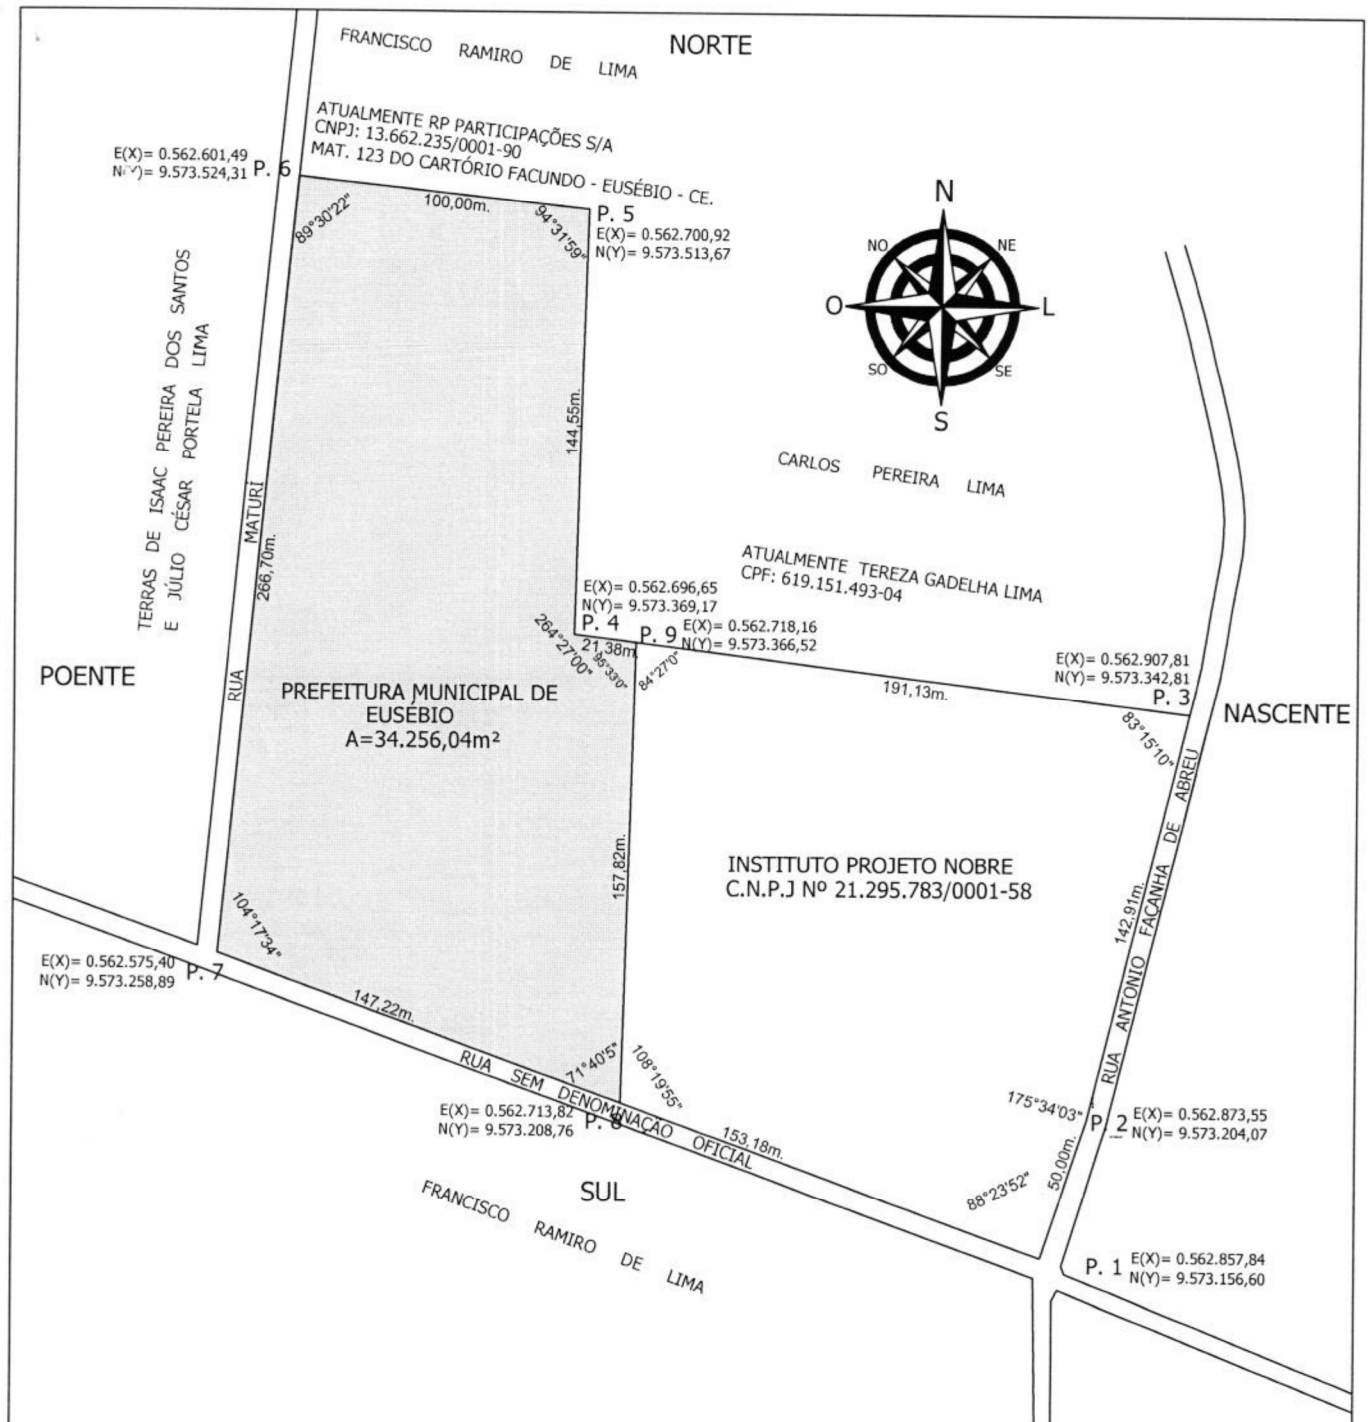 NORTE
FRANCISCO RAMIRO DE LIMA
ATUALMENTE RP PARTICIPAÇÕES S/A
CNPJ: 13.662.235/0001-90
MAT. 123 DO CARTÓRIO FACUNDO - EUSÉBIO - CE.
E(X)= 0.562.601,49
N(Y)= 9.573.524,31
P. 6
100,00m.
89°30'22"
94°31'59"
P. 5
E(X)= 0.562.700,92
N(Y)= 9.573.513,67
N
NO
NE
O
L
SO
SE
S
TERRAS DE ISAAC PEREIRA DOS SANTOS
E JÚLIO CÉSAR PORTELA LIMA
RUA MATURÍ
266,70m.
144,55m.
CARLOS PEREIRA LIMA
ATUALMENTE TEREZA GADELHA LIMA
CPF: 619.151.493-04
E(X)= 0.562.696,65
N(Y)= 9.573.369,17
P. 4
264°27'00"
21,38m.
95°33'0"
P. 9
E(X)= 0.562.718,16
N(Y)= 9.573.366,52
84°27'0"
191,13m.
E(X)= 0.562.907,81
N(Y)= 9.573.342,81
P. 3
83°15'10"
POENTE
NASCENTE
PREFEITURA MUNICIPAL DE
EUSÉBIO
A=34.256,04m²
157,82m.
INSTITUTO PROJETO NOBRE
C.N.P.J Nº 21.295.783/0001-58
142.91m.
RUA ANTONIO FAÇANHA DE ABREU
104°17'34"
E(X)= 0.562.575,40
N(Y)= 9.573.258,89
P. 7
147,22m.
RUA SEM DENOMINAÇÃO OFICIAL
71°40'5"
108°19'55"
E(X)= 0.562.713,82
N(Y)= 9.573.208,76
P. 8
153,18m.
175°34'03"
P. 2
E(X)= 0.562.873,55
N(Y)= 9.573.204,07
50.00m.
88°23'52"
SUL
FRANCISCO RAMIRO DE LIMA
P. 1
E(X)= 0.562.857,84
N(Y)= 9.573.156,60